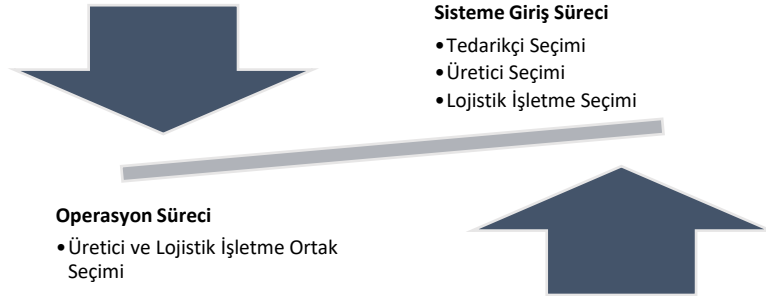 Sisteme Giriş Süreci
•Tedarikçi Seçimi
•Üretici Seçimi
•Lojistik İşletme Seçimi
Operasyon Süreci
•Üretici ve Lojistik İşletme Ortak
Seçimi